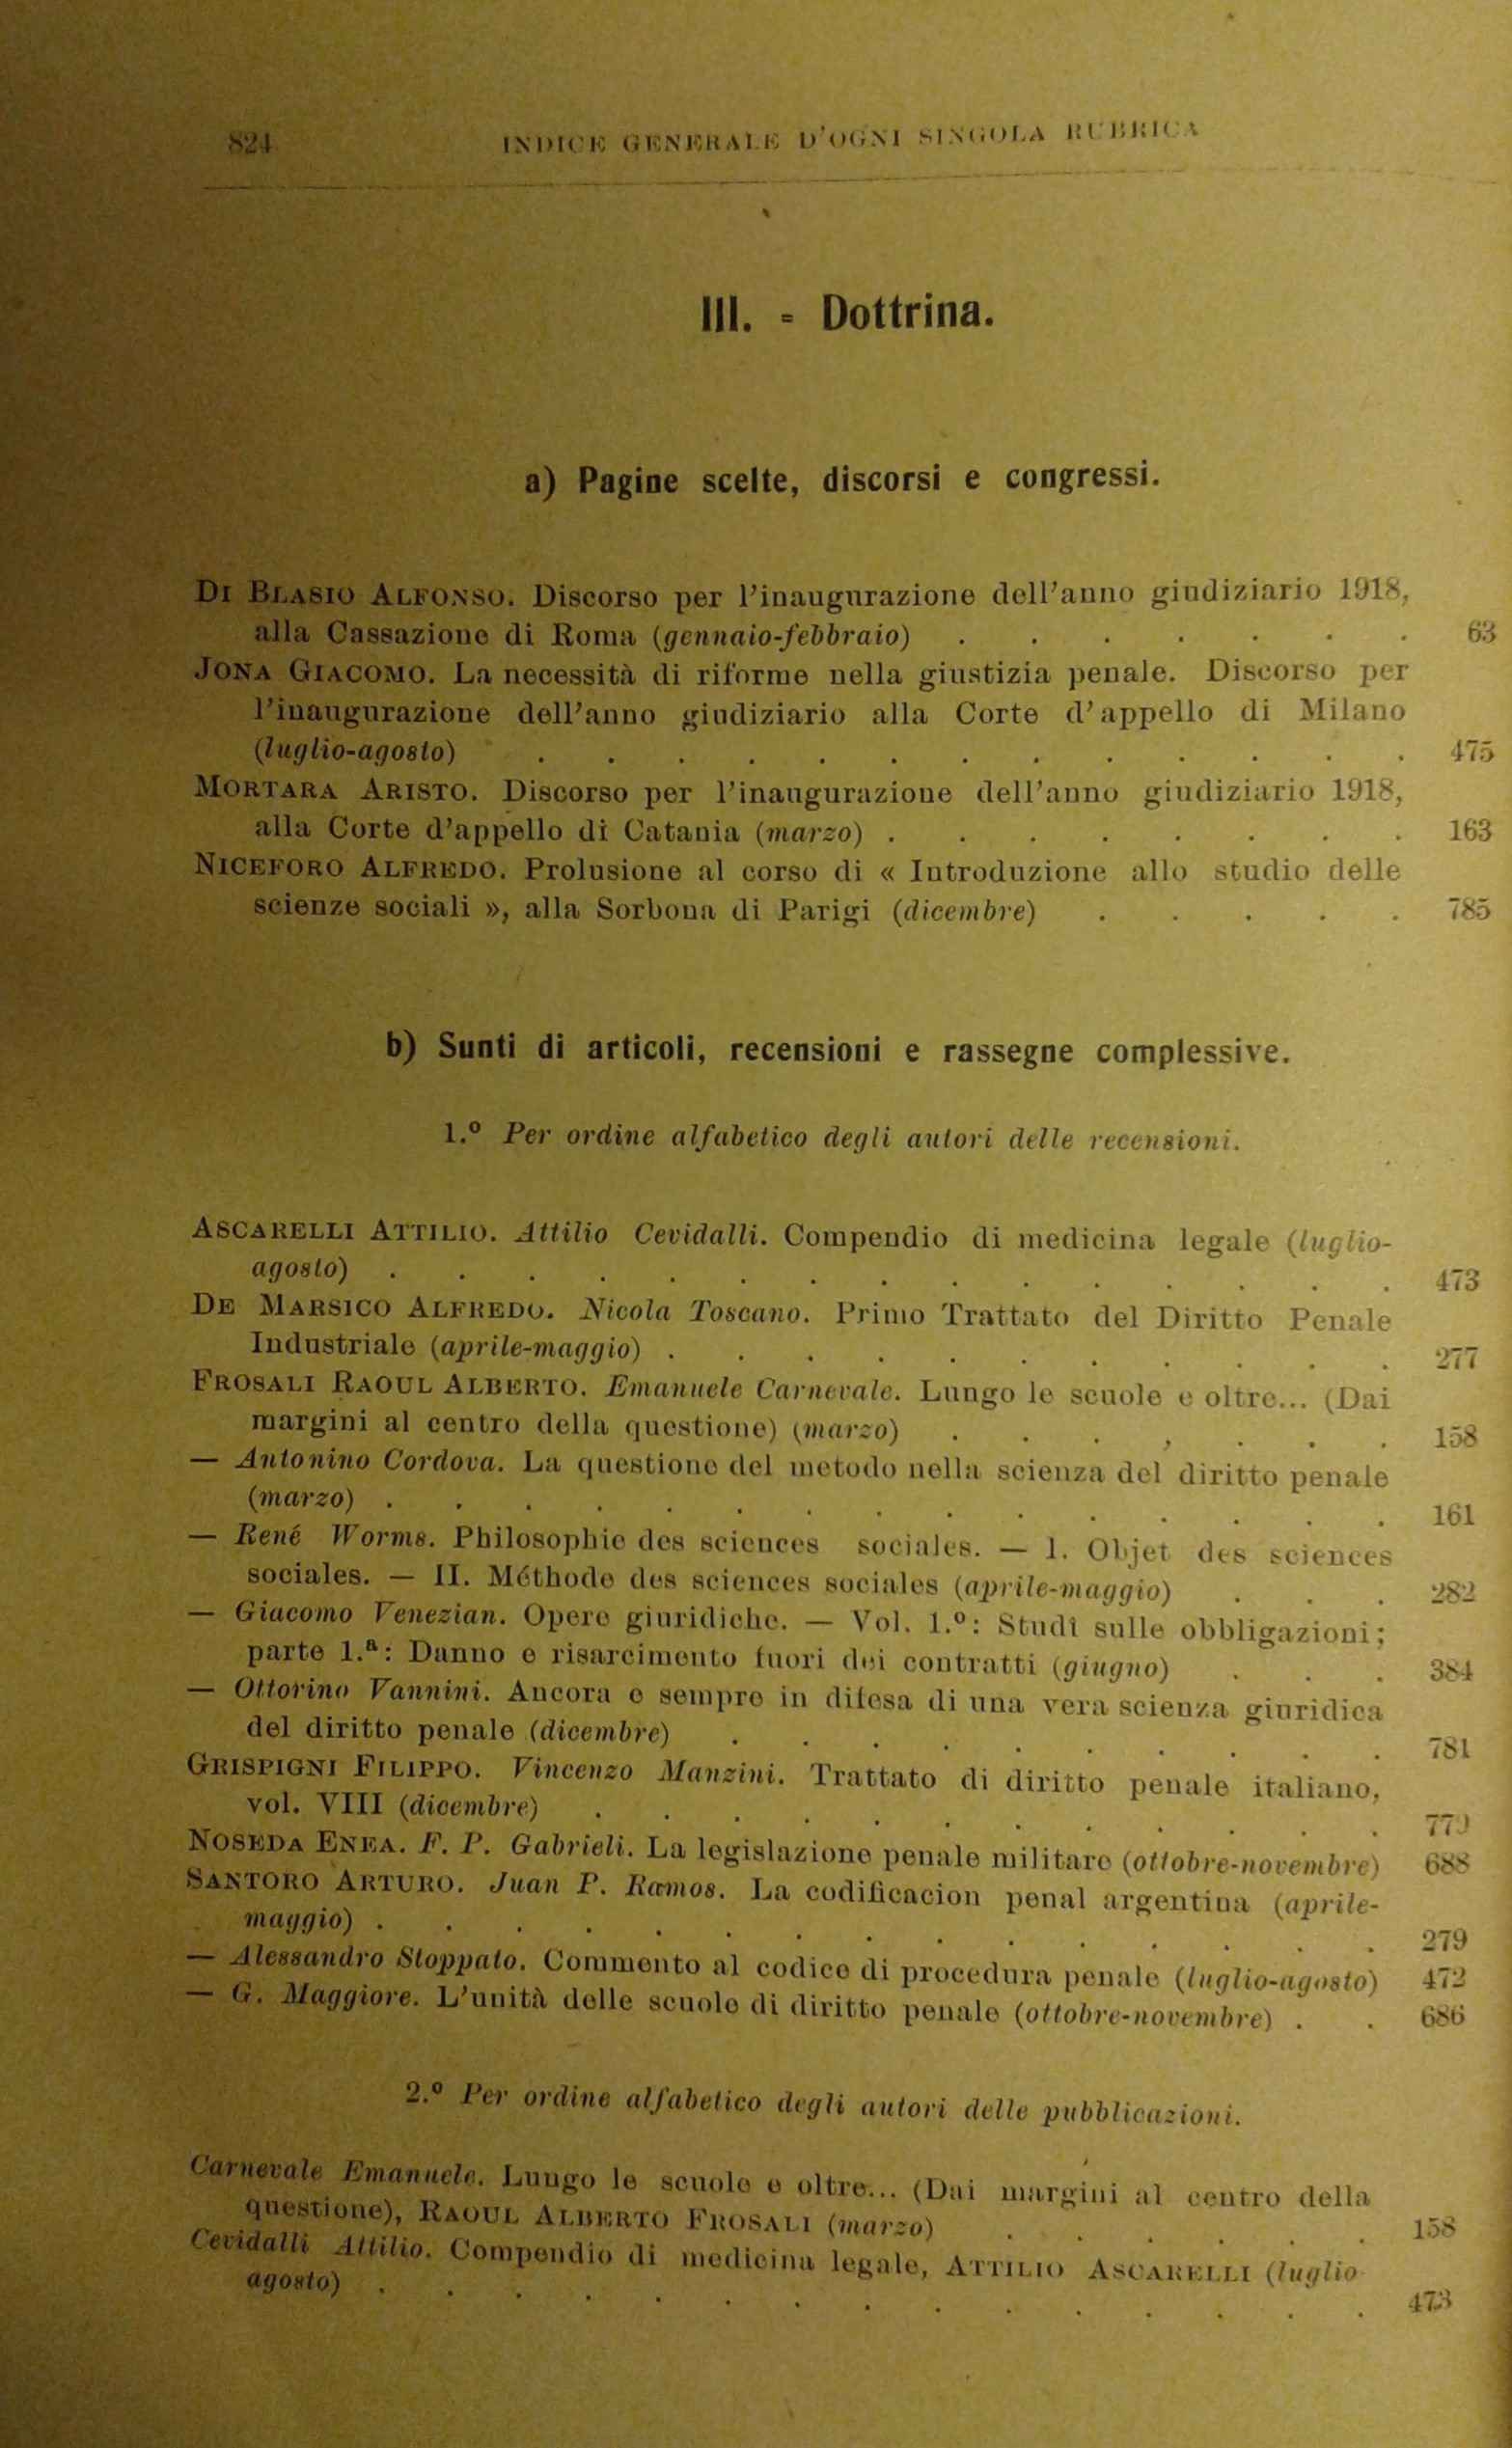 824 INDICE GENERALE D'OGNI SINGOLA RUBRICA
III. = Dottrina.
a) Pagine scelte, discorsi e congressi.
DI BLASIO ALFONSO. Discorso per l'inaugurazione dell'anno giudiziario 1918,
alla Cassazione di Roma (gennaio-febbraio) . . . . . . . 63
JONA GIACOMO. La necessità di riforme nella giustizia penale. Discorso per
l'inaugurazione dell'anno giudiziario alla Corte d'appello di Milano
(luglio-agosto) . . . . . . . . . . . . . 475
MORTARA ARISTO. Discorso per l'inaugurazione dell'anno giudiziario 1918,
alla Corte d'appello di Catania (marzo) . . . . . . . . 163
NICEFORO ALFREDO. Prolusione al corso di « Introduzione allo studio delle
scienze sociali », alla Sorbona di Parigi (dicembre) . . . . . 785
b) Sunti di articoli, recensioni e rassegne complessive.
1.º Per ordine alfabetico degli autori delle recensioni.
ASCARELLI ATTILIO. Attilio Cevidalli. Compendio di medicina legale (luglio-
agosto) . . . . . . . . . . . . . . . 473
DE MARSICO ALFREDO. Nicola Toscano. Primo Trattato del Diritto Penale
Industriale (aprile-maggio) . . . . . . . . . . . 277
FROSALI RAOUL ALBERTO. Emanuele Carnevale. Lungo le scuole e oltre... (Dai
margini al centro della questione) (marzo) . . . , . . . 158
— Antonino Cordova. La questione del metodo nella scienza del diritto penale
(marzo) . . . . . . . . . . . . . . . 161
— René Worms. Philosophie des sciences sociales. — I. Objet des sciences
sociales. — II. Méthode des sciences sociales (aprile-maggio) . . . 282
— Giacomo Venezian. Opere giuridiche. — Vol. 1.º: Studî sulle obbligazioni;
parte 1.ª: Danno e risarcimento fuori dei contratti (giugno) . . . 384
— Ottorino Vannini. Ancora e sempre in difesa di una vera scienza giuridica
del diritto penale (dicembre) . . . . . . . . . . 781
GRISPIGNI FILIPPO. Vincenzo Manzini. Trattato di diritto penale italiano,
vol. VIII (dicembre) . . . . . . . . . . . .
NOSEDA ENEA. F. P. Gabrieli. La legislazione penale militare (ottobre-novembre) 688
SANTORO ARTURO. Juan P. Ramos. La codificacion penal argentina (aprile-
maggio) . . . . . . . . . . . . . . . 279
— Alessandro Stoppato. Commento al codice di procedura penale (luglio-agosto) 472
— G. Maggiore. L'unità delle scuole di diritto penale (ottobre-novembre) . . 686
2.º Per ordine alfabetico degli autori delle pubblicazioni.
Carnevale Emanuele. Lungo le scuole e oltre... (Dai margini al centro della
questione), RAOUL ALBERTO FROSALI (marzo) . . . . . . 158
Cevidalli Attilio. Compendio di medicina legale, ATTILIO ASCARELLI (luglio-
agosto) . . . . . . . . . . . . . . . 473